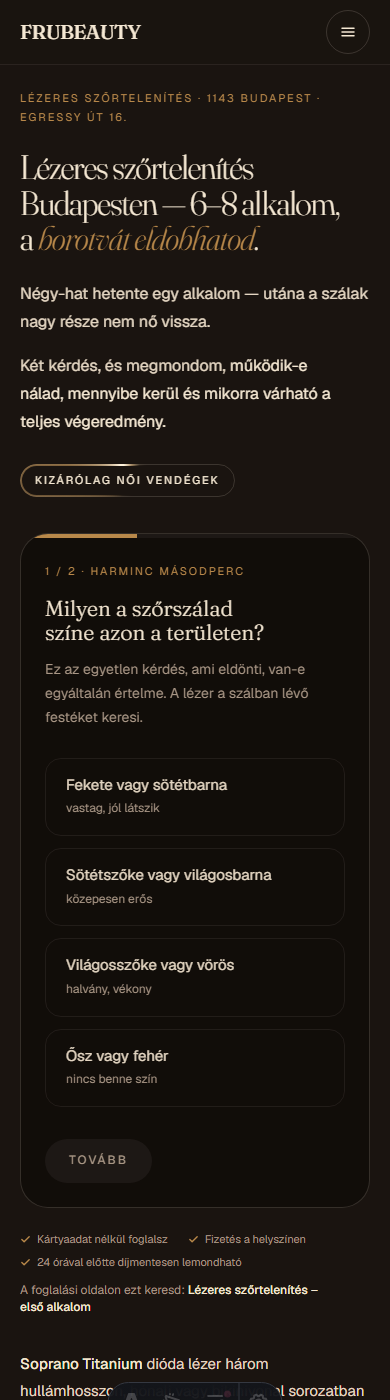 FRUBEAUTY
LÉZERES SZŐRTELENÍTÉS · 1143 BUDAPEST ·
EGRESSY ÚT 16.
Lézeres szőrtelenítés
Budapesten — 6–8 alkalom,
a borotvát eldobhatod.
Négy-hat hetente egy alkalom — utána a szálak
nagy része nem nő vissza.
Két kérdés, és megmondom, működik-e
nálad, mennyibe kerül és mikorra várható a
teljes végeredmény.
KIZÁRÓLAG NŐI VENDÉGEK
1 / 2 · HARMINC MÁSODPERC
Milyen a szőrszálad
színe azon a területen?
Ez az egyetlen kérdés, ami eldönti, van-e
egyáltalán értelme. A lézer a szálban lévő
festéket keresi.
Fekete vagy sötétbarna
vastag, jól látszik
Sötétszőke vagy világosbarna
közepesen erős
Világosszőke vagy vörös
halvány, vékony
Ősz vagy fehér
nincs benne szín
TOVÁBB
Kártyaadat nélkül foglalsz
Fizetés a helyszínen
24 órával előtte díjmentesen lemondható
A foglalási oldalon ezt keresd: Lézeres szőrtelenítés –
első alkalom
Soprano Titanium dióda lézer három
sorozatban